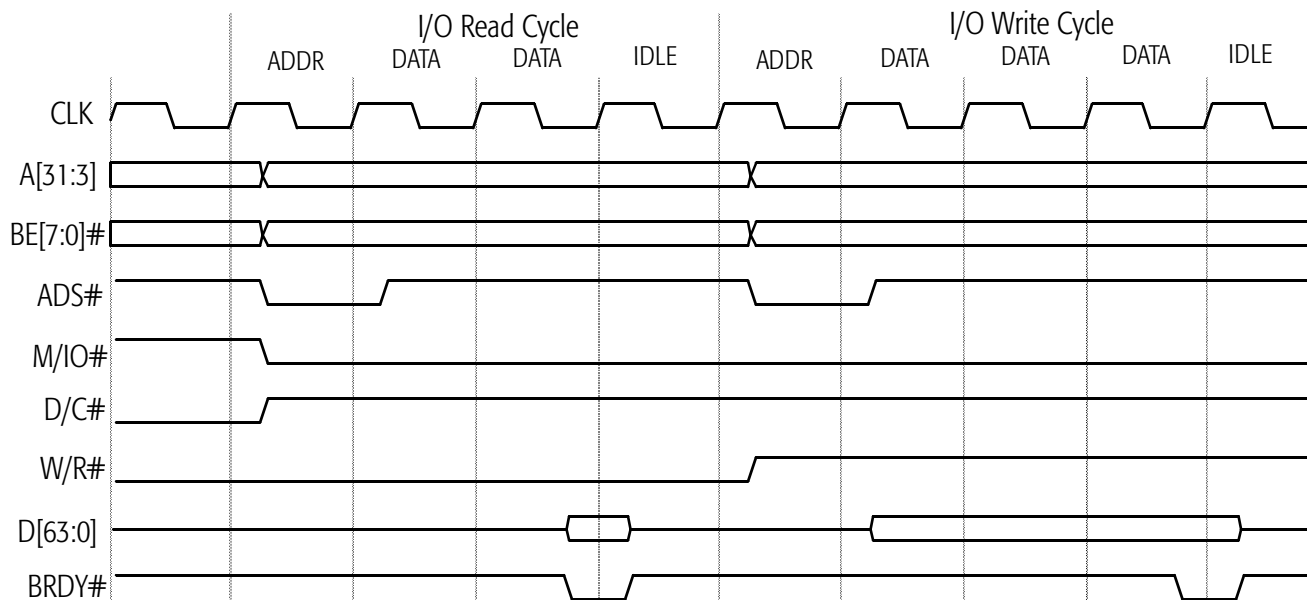 I/O Read Cycle I/O Write Cycle
ADDR DATA DATA IDLE ADDR DATA DATA DATA IDLE
CLK
A[31:3]
BE[7:0]#
ADS#
M/IO#
D/C#
W/R#
D[63:0]
BRDY#